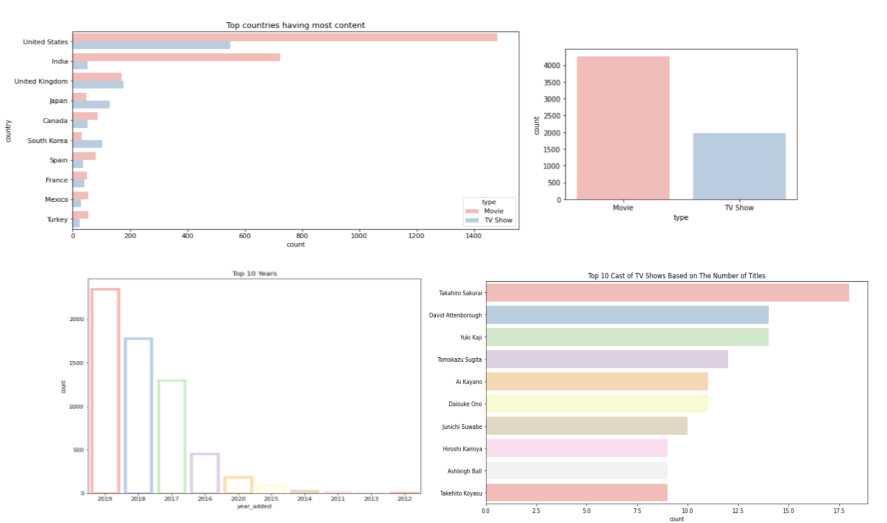 Top countries having most content
United States
India
United Kingdom
Japan
Canada
South Korea
Spain
France
Mexico
Turkey
country
0 200 400 600 800 1000 1200 1400
count
type
Movie
TV Show
4000
3500
3000
2500
2000
1500
1000
500
0
count
Movie TV Show
type
Top 10 Years
2000
1500
1000
500
0
count
2019 2018 2017 2016 2020 2015 2014 2011 2013 2012
year_added
Top 10 Cast of TV Shows Based on The Number of Titles
Takahiro Sakurai
David Attenborough
Yuki Kaji
Tomokazu Sugita
Ai Kayano
Daisuke Ono
Junichi Suwabe
Hiroshi Kamiya
Ashleigh Ball
Takehito Koyasu
0.0 2.5 5.0 7.5 10.0 12.5 15.0 17.5
count